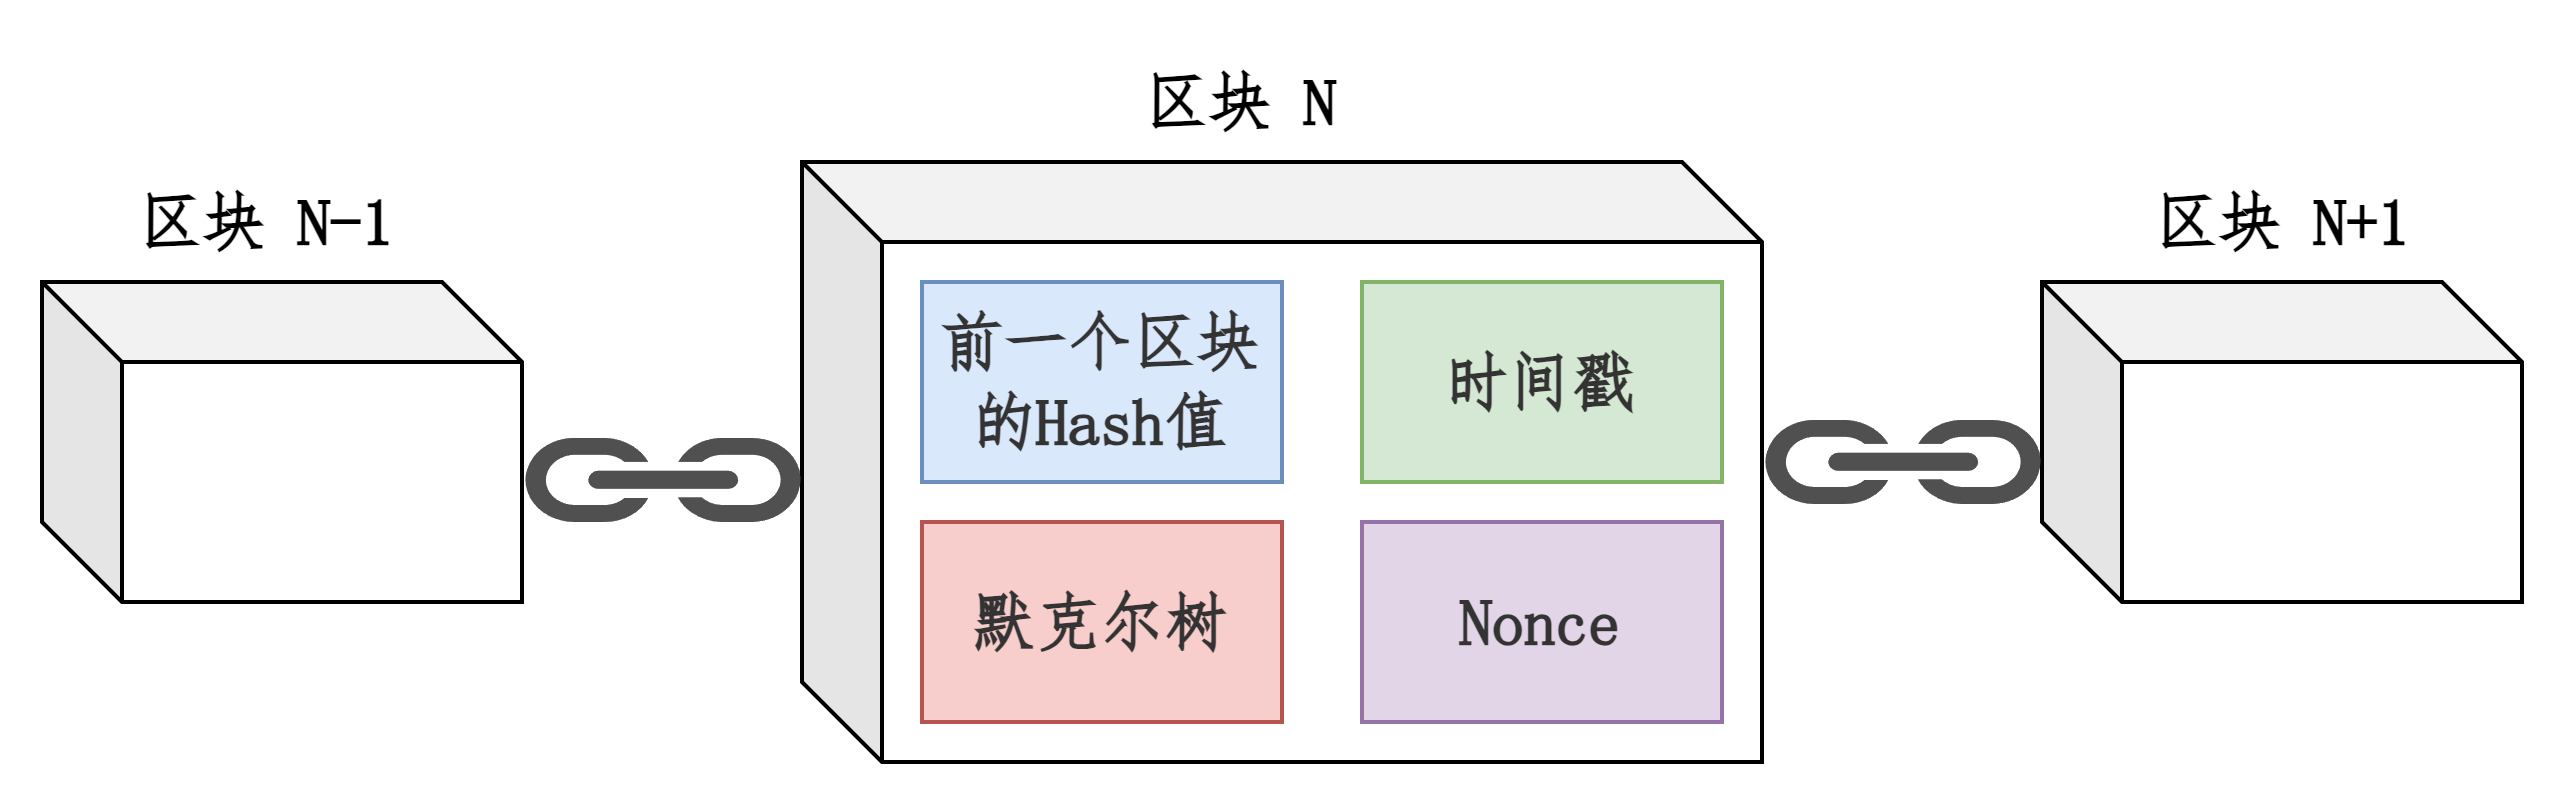 区块 N
区块 N-1
区块 N+1
前一个区块
的Hash值
时间戳
默克尔树
Nonce